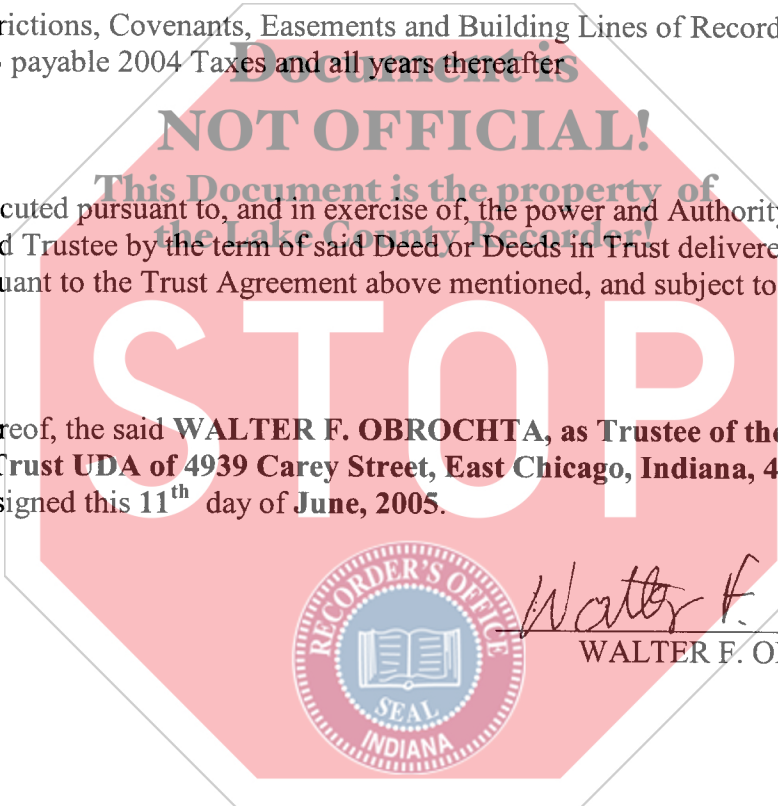 rictions, Covenants, Easements and Building Lines of Record
payable 2004 Taxes and all years thereafter
Document is
NOT OFFICIAL!
This Document is the property of
the Lake County Recorder!
cuted pursuant to, and in exercise of, the power and Authority
d Trustee by the term of said Deed or Deeds in Trust delivere
uant to the Trust Agreement above mentioned, and subject to
STOP
reof, the said WALTER F. OBROCHTA, as Trustee of the
Trust UDA of 4939 Carey Street, East Chicago, Indiana, 4
signed this 11th day of June, 2005.
RECORDER'S OFFICE
SEAL
INDIANA
Walter F.
WALTER F. O